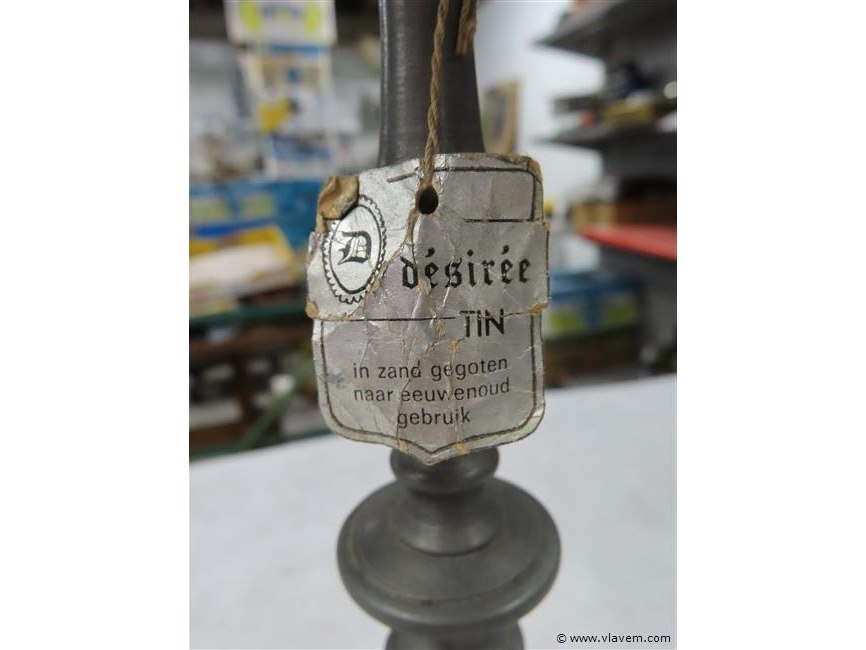 D
désirée
TIN
in zand gegoten
naar eeuwenoud
gebruik
© www.vlavem.com